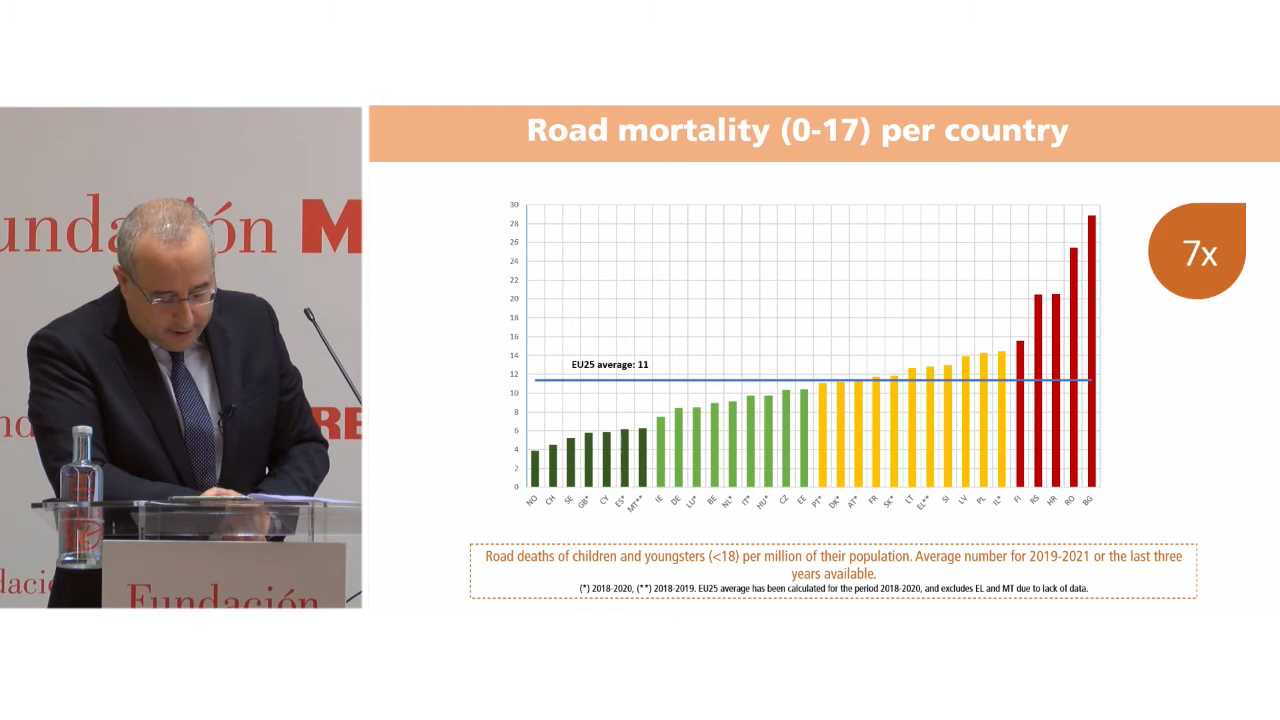 Road mortality (0-17) per country
30
28
26
24
22
20
18
16
14
12
10
8
6
4
2
0
EU25 average: 11
NO CH SE GB* CY ES* MT** IE DE LU* BE NL* IT* HU* CZ EE PT* DK* AT* FR SK* LT EL** SI LV PL IL* FI RS HR RO BG
7x
Road deaths of children and youngsters (<18) per million of their population. Average number for 2019-2021 or the last three
years available.
(*) 2018-2020, (**) 2018-2019. EU25 average has been calculated for the period 2018-2020, and excludes EL and MT due to lack of data.
M
RE
Fundación